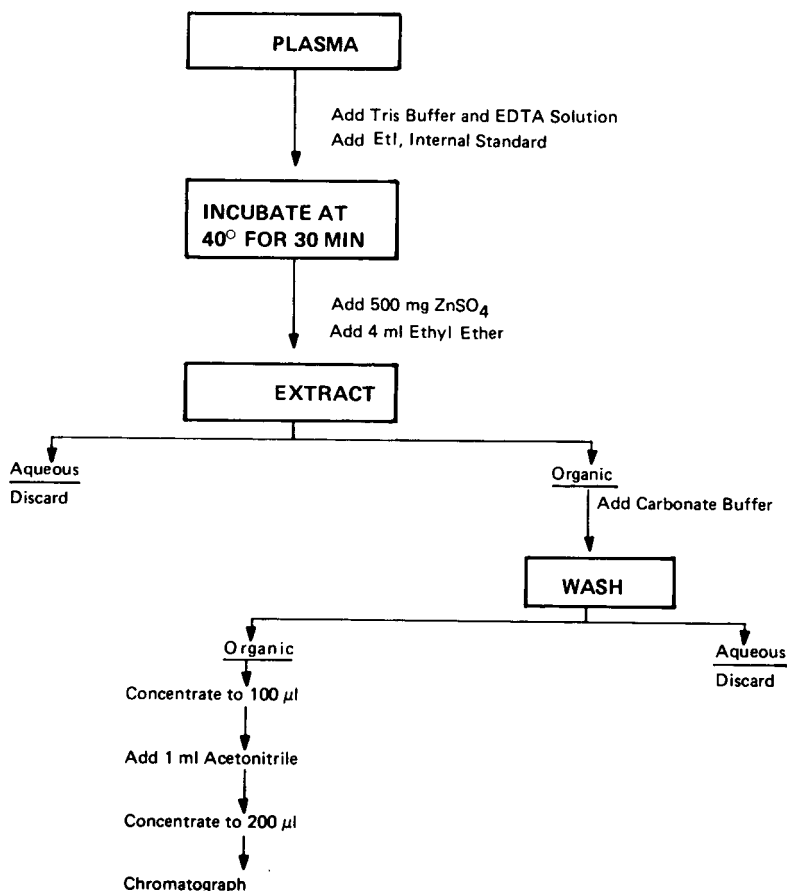 PLASMA
Add Tris Buffer and EDTA Solution
Add EtI, Internal Standard
INCUBATE AT
40° FOR 30 MIN
Add 500 mg ZnSO4
Add 4 ml Ethyl Ether
EXTRACT
Aqueous
Discard
Organic
Add Carbonate Buffer
WASH
Organic
Aqueous
Discard
Concentrate to 100 µl
Add 1 ml Acetonitrile
Concentrate to 200 µl
Chromatograph